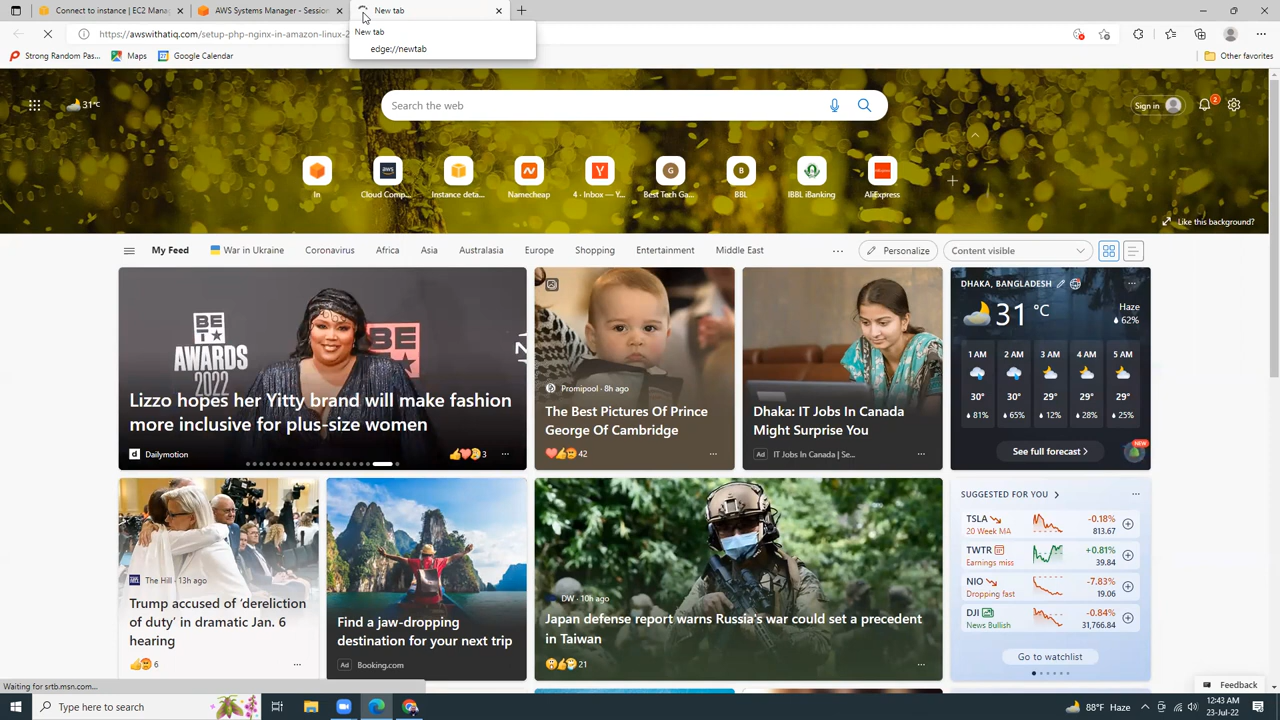 Connect to instance | EC2 Manag
AWS Systems Manager - Session
New tab
https://awswithatiq.com/setup-php-nginx-in-amazon-linux-2
New tab
edge://newtab
Strong Random Pas...
Maps
Google Calendar
Other favorites
31°C
Search the web
Sign in
2
In
Cloud Comp...
Instance deta...
Namecheap
4 - Inbox — Y...
Best Tech Ga...
BBL
IBBL iBanking
AliExpress
Like this background?
My Feed
War in Ukraine
Coronavirus
Africa
Asia
Australasia
Europe
Shopping
Entertainment
Middle East
...
Personalize
Content visible
BET
AWARDS
2022
Lizzo hopes her Yitty brand will make fashion
more inclusive for plus-size women
Dailymotion
3
Promipool · 8h ago
The Best Pictures Of Prince
George Of Cambridge
42
Dhaka: IT Jobs In Canada
Might Surprise You
Ad IT Jobs In Canada | Se...
DHAKA, BANGLADESH
31 °C
Haze
62%
1 AM 2 AM 3 AM 4 AM 5 AM
30° 30° 29° 29° 29°
81% 65% 12% 28% 25%
See full forecast
NEW
The Hill · 13h ago
Trump accused of 'dereliction
of duty' in dramatic Jan. 6
hearing
6
Find a jaw-dropping
destination for your next trip
Ad Booking.com
DW · 10h ago
Japan defense report warns Russia's war could set a precedent
in Taiwan
21
SUGGESTED FOR YOU
TSLA -0.18%
20 Week MA 813.67
TWTR +0.81%
Earnings miss 39.84
NIO -7.83%
Dropping fast 19.06
DJI -0.84%
News Bullish 31,766.84
Go to watchlist
Feedback
Waiting for srtb.msn.com...
Type here to search
88°F Haze
12:43 AM
23-Jul-22